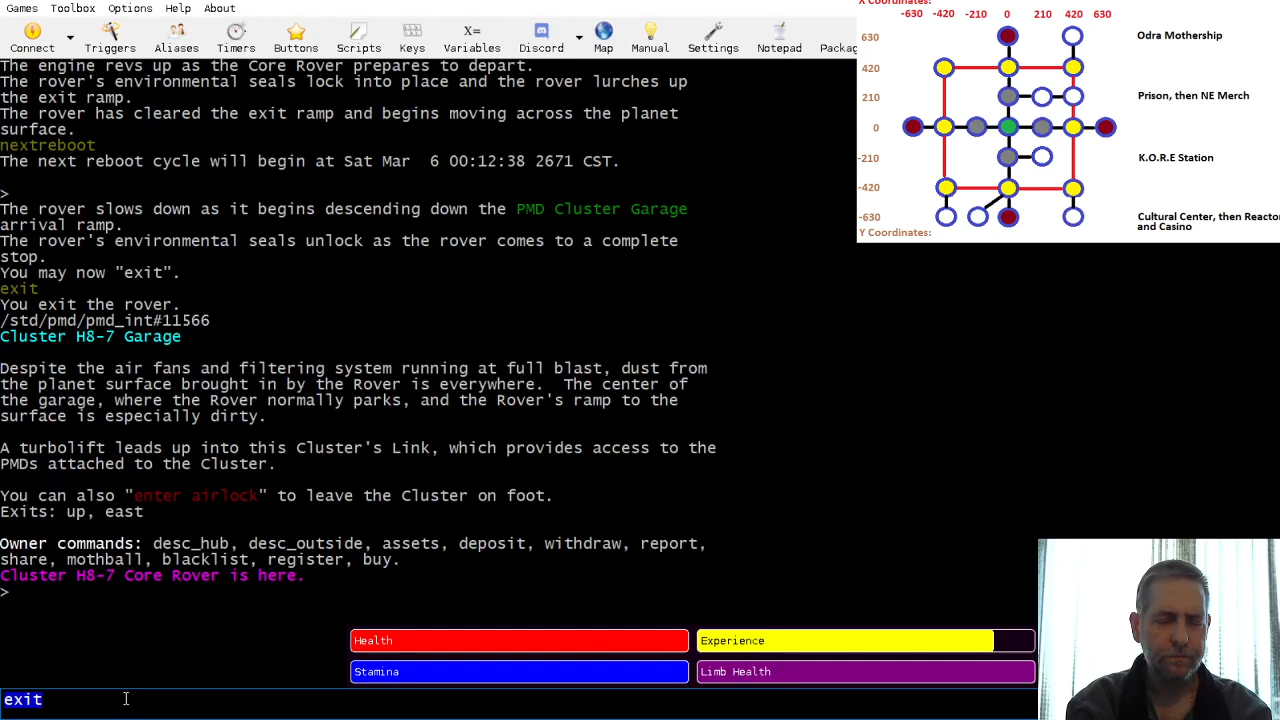 Games Toolbox Options Help About
Connect Triggers Aliases Timers Buttons Scripts Keys Variables Discord Map Manual Settings Notepad Packag
The engine revs up as the Core Rover prepares to depart.
The rover's environmental seals lock into place and the rover lurches up
the exit ramp.
The rover has cleared the exit ramp and begins moving across the planet
surface.
nextreboot
The next reboot cycle will begin at Sat Mar  6 00:12:38 2671 CST.
>
The rover slows down as it begins descending down the PMD Cluster Garage
arrival ramp.
The rover's environmental seals unlock as the rover comes to a complete
stop.
You may now "exit".
exit
You exit the rover.
/std/pmd/pmd_int#11566
Cluster H8-7 Garage
Despite the air fans and filtering system running at full blast, dust from
the planet surface brought in by the Rover is everywhere.  The center of
the garage, where the Rover normally parks, and the Rover's ramp to the
surface is especially dirty.
A turbolift leads up into this Cluster's Link, which provides access to the
PMDs attached to the Cluster.
You can also "enter airlock" to leave the Cluster on foot.
Exits: up, east
Owner commands: desc_hub, desc_outside, assets, deposit, withdraw, report,
share, mothball, blacklist, register, buy.
Cluster H8-7 Core Rover is here.
>
Health
Experience
Stamina
Limb Health
exit
X Coordinates:
-630 -420 -210 0 210 420 630
630
Odra Mothership
420
210
Prison, then NE Merch
0
-210
K.O.R.E Station
-420
-630
Cultural Center, then Reactor
and Casino
Y Coordinates: